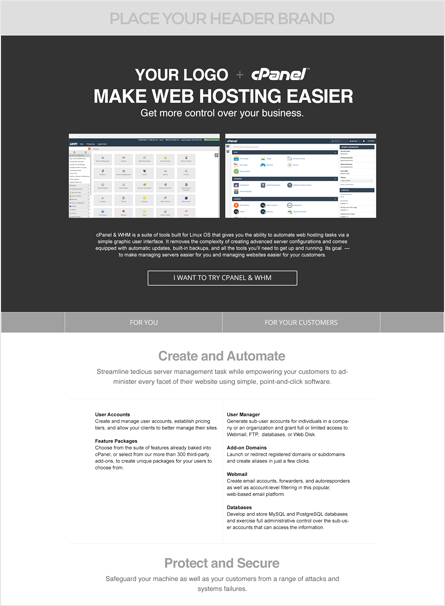 PLACE YOUR HEADER BRAND
YOUR LOGO + cPanel
MAKE WEB HOSTING EASIER
Get more control over your business.
cPanel & WHM is a suite of tools built for Linux OS that gives you the ability to automate web hosting tasks via a
simple graphic user interface. It removes the complexity of creating advanced server configurations and comes
equipped with automatic updates, built-in backups, and all the tools you'll need to get up and running. Its goal —
to make managing servers easier for you and managing websites easier for your customers.
I WANT TO TRY CPANEL & WHM
FOR YOU
FOR YOUR CUSTOMERS
Create and Automate
Streamline tedious server management task while empowering your customers to ad-
minister every facet of their website using simple, point-and-click software.
User Accounts
Create and manage user accounts, establish pricing
tiers, and allow your clients to better manage their sites
Feature Packages
Choose from the suite of features already baked into
cPanel, or select from our more than 300 third-party
add-ons, to create unique packages for your users to
choose from.
User Manager
Generate sub-user accounts for individuals in a compa-
ny or an organization and grant full or limited access to
Webmail, FTP, databases, or Web Disk.
Add-on Domains
Launch or redirect registered domains or subdomains
and create aliases in just a few clicks.
Webmail
Create email accounts, forwarders, and autoresponders
as well as account-level filtering in this popular,
web-based email platform.
Databases
Develop and store MySQL and PostgreSQL databases
and exercise full administrative control over the sub-us-
er accounts that can access the information.
Protect and Secure
Safeguard your machine as well as your customers from a range of attacks and
systems failures.